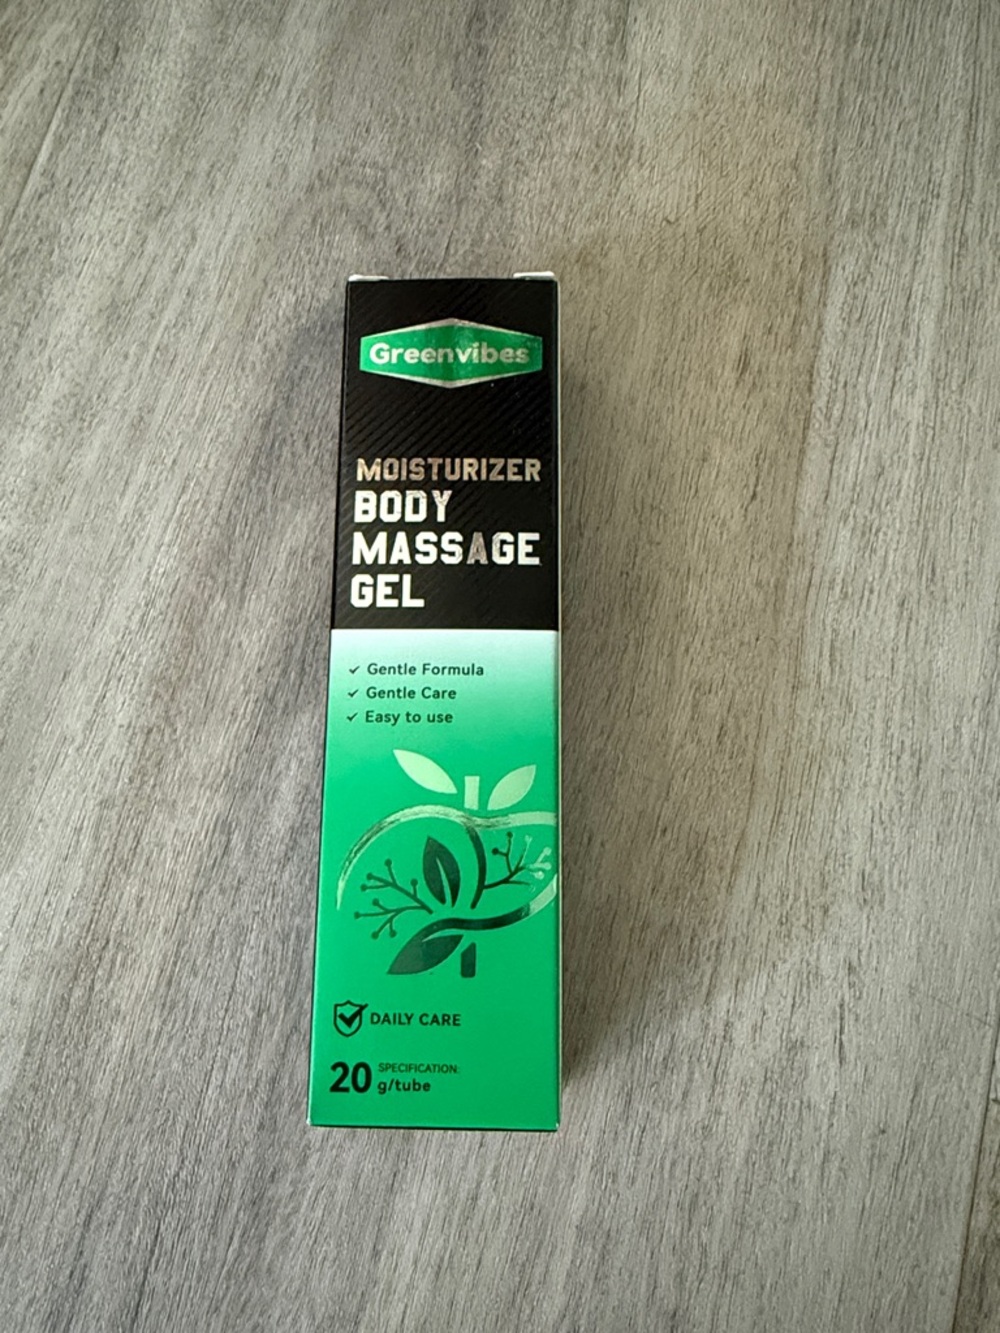 Greenvibes
MOISTURIZER
BODY
MASSAGE
GEL
✓ Gentle Formula
✓ Gentle Care
✓ Easy to use
DAILY CARE
20 SPECIFICATION:
g/tube